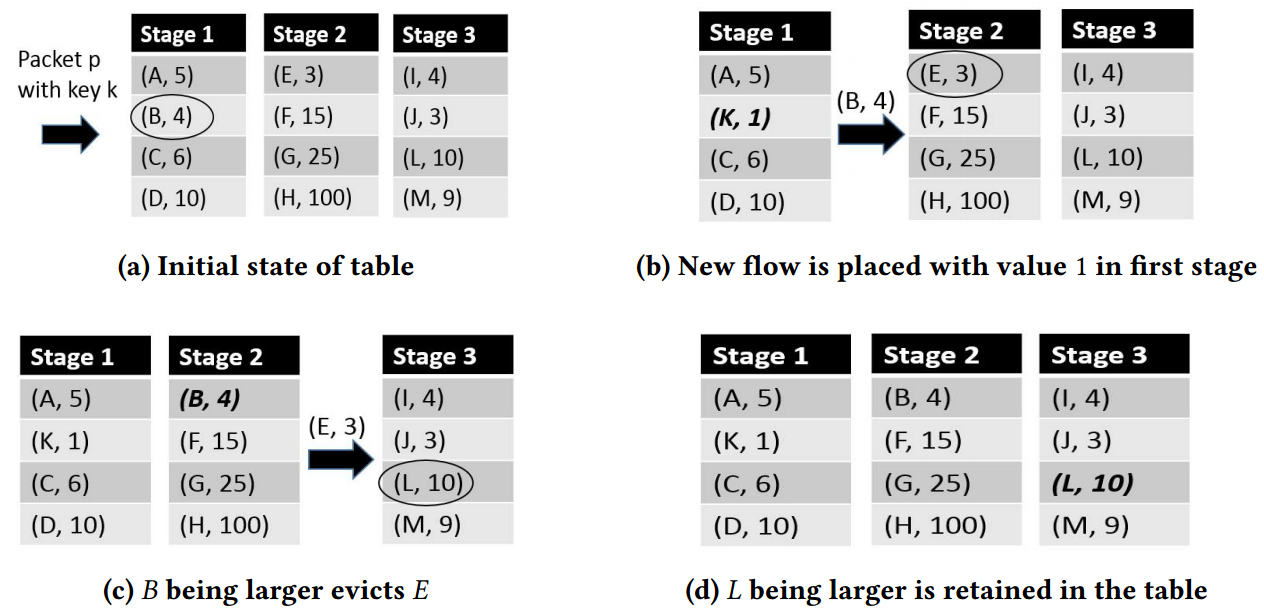 Packet p
with key k
Stage 1 Stage 2 Stage 3
(A, 5) (E, 3) (I, 4)
(B, 4) (F, 15) (J, 3)
(C, 6) (G, 25) (L, 10)
(D, 10) (H, 100) (M, 9)
(a) Initial state of table
Stage 1 Stage 2 Stage 3
(A, 5) (E, 3) (I, 4)
(K, 1) (B, 4) (F, 15) (J, 3)
(C, 6) (G, 25) (L, 10)
(D, 10) (H, 100) (M, 9)
(b) New flow is placed with value 1 in first stage
Stage 1 Stage 2 Stage 3
(A, 5) (B, 4) (I, 4)
(K, 1) (F, 15) (E, 3) (J, 3)
(C, 6) (G, 25) (L, 10)
(D, 10) (H, 100) (M, 9)
(c) B being larger evicts E
Stage 1 Stage 2 Stage 3
(A, 5) (B, 4) (I, 4)
(K, 1) (F, 15) (J, 3)
(C, 6) (G, 25) (L, 10)
(D, 10) (H, 100) (M, 9)
(d) L being larger is retained in the table